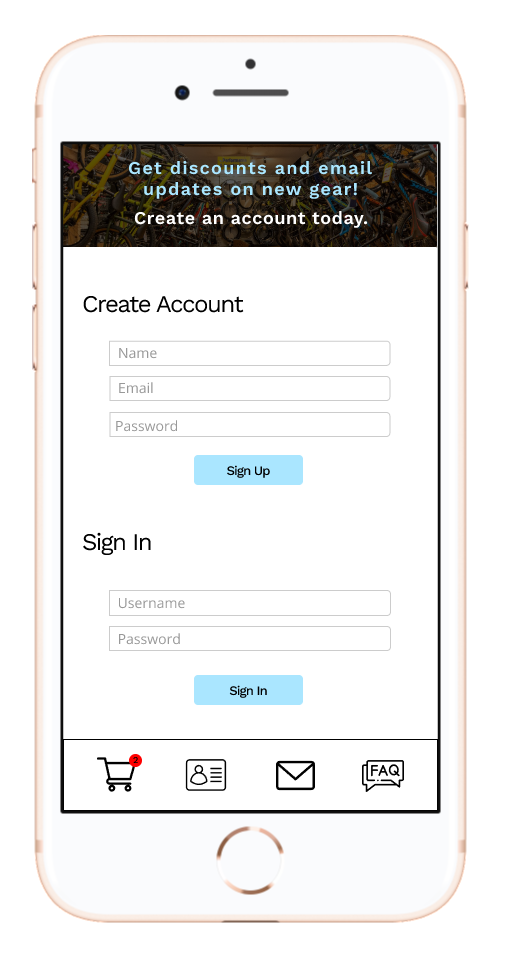 Get discounts and email
updates on new gear!
Create an account today.
Create Account
Name
Email
Password
Sign Up
Sign In
Username
Password
Sign In
2
FAQ